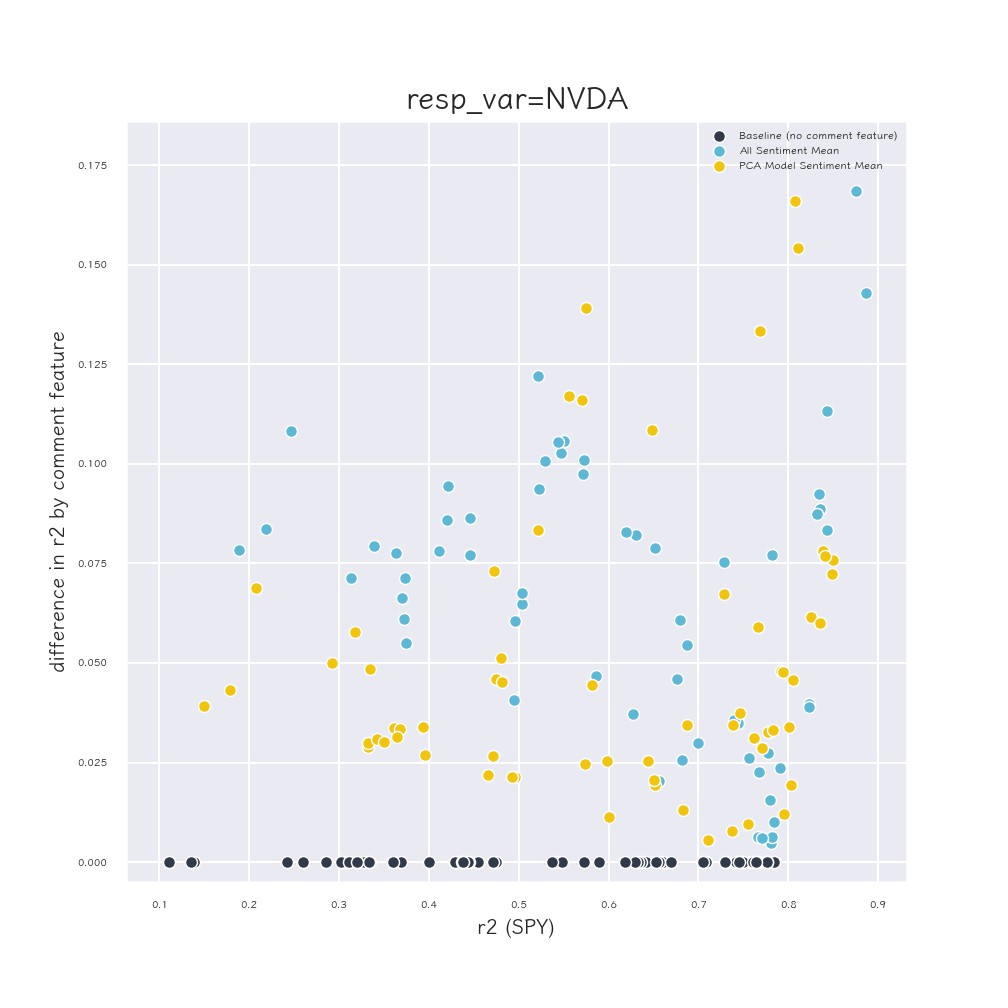 resp_var=NVDA
Baseline (no comment feature)
All Sentiment Mean
PCA Model Sentiment Mean
difference in r2 by comment feature
0.175
0.150
0.125
0.100
0.075
0.050
0.025
0.000
0.1 0.2 0.3 0.4 0.5 0.6 0.7 0.8 0.9
r2 (SPY)